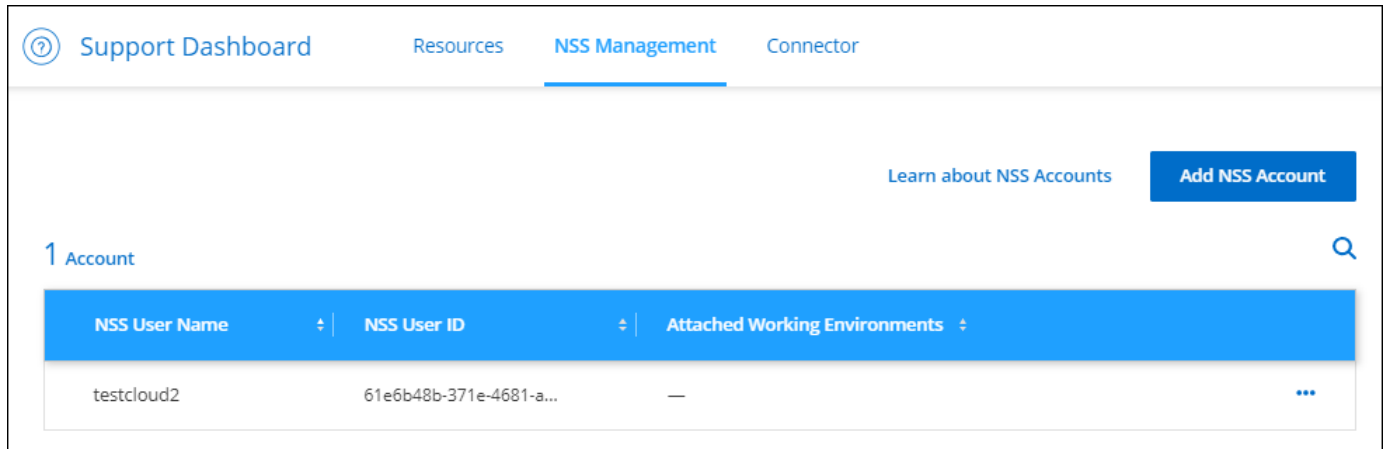 Support Dashboard Resources NSS Management Connector
Learn about NSS Accounts Add NSS Account
1 Account
NSS User Name NSS User ID Attached Working Environments
testcloud2 61e6b48b-371e-4681-a... —